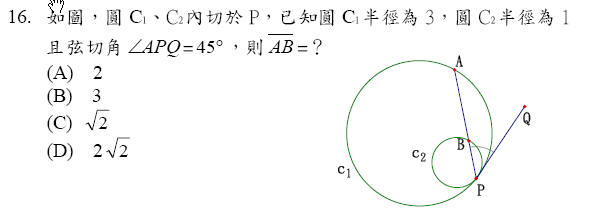 16. 如圖，圓 C₁、C₂內切於 P，已知圓 C₁半徑為 3，圓 C₂半徑為 1
且弦切角∠APQ=45°，則 \overline{AB}=？
(A) 2
(B) 3
(C) √2
(D) 2√2
A
Q
B
C₂
C₁
P